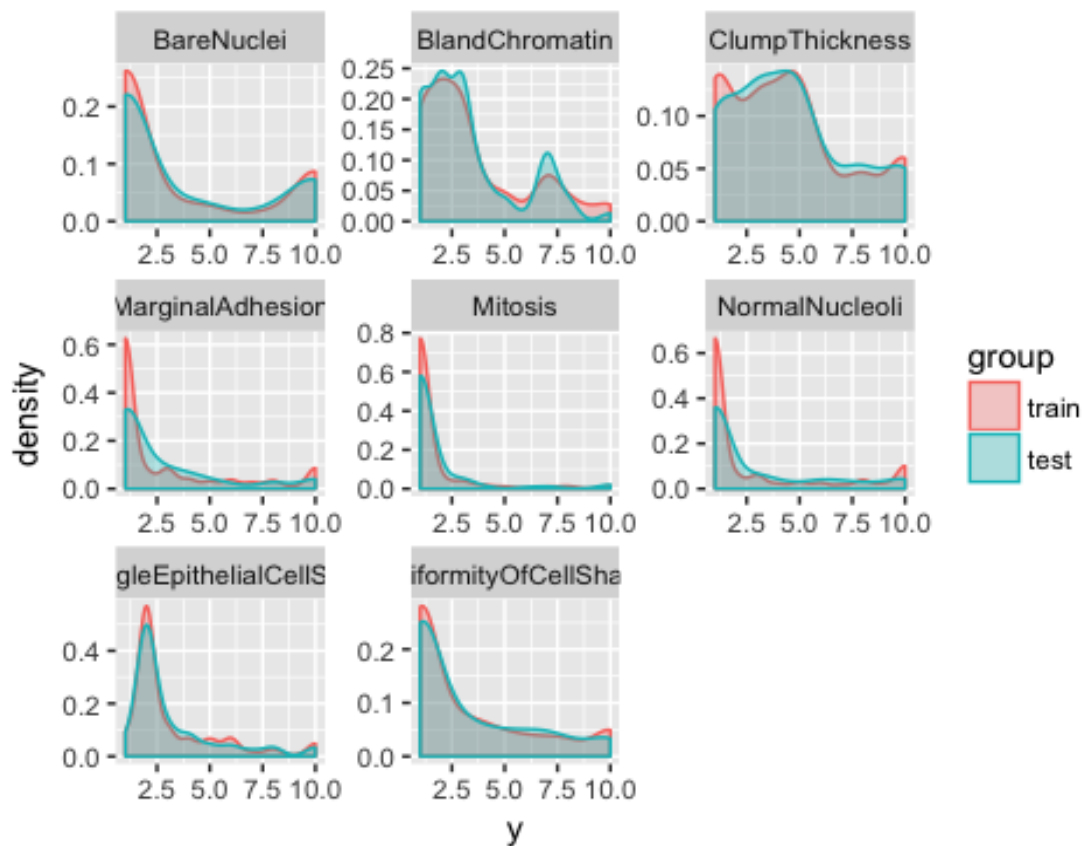 BareNuclei BlandChromatin ClumpThickness
0.2
0.1
0.0
0.25
0.20
0.15
0.10
0.05
0.00
0.10
0.05
0.00
2.5 5.0 7.5 10.0 2.5 5.0 7.5 10.0 2.5 5.0 7.5 10.0
MarginalAdhesion Mitosis NormalNucleoli
0.6
0.4
0.2
0.0
0.8
0.6
0.4
0.2
0.0
0.6
0.4
0.2
0.0
2.5 5.0 7.5 10.0 2.5 5.0 7.5 10.0 2.5 5.0 7.5 10.0
gleEpithelialCellS iformityOfCellSha
0.4
0.2
0.0
0.2
0.1
0.0
2.5 5.0 7.5 10.0 2.5 5.0 7.5 10.0
density
y
group
train
test